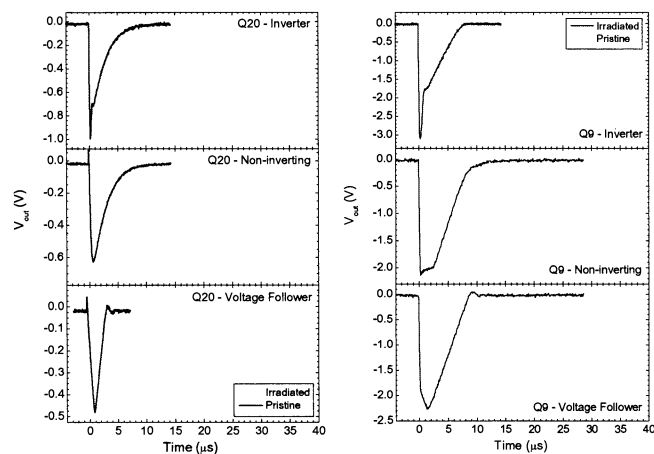 Q20 - Inverter
0.0
-0.2
-0.4
-0.6
-0.8
-1.0
Q20 - Non-inverting
0.0
-0.2
-0.4
-0.6
V_out (V)
Q20 - Voltage Follower
0.0
-0.1
-0.2
-0.3
-0.4
-0.5
Irradiated
Pristine
0 5 10 15 20 25 30 35 40
Time (μs)
Irradiated
Pristine
0.0
-0.5
-1.0
-1.5
-2.0
-2.5
-3.0
Q9 - Inverter
0.0
-0.5
-1.0
-1.5
-2.0
Q9 - Non-inverting
V_out (V)
0.0
-0.5
-1.0
-1.5
-2.0
-2.5
Q9 - Voltage Follower
0 5 10 15 20 25 30 35 40
Time (μs)